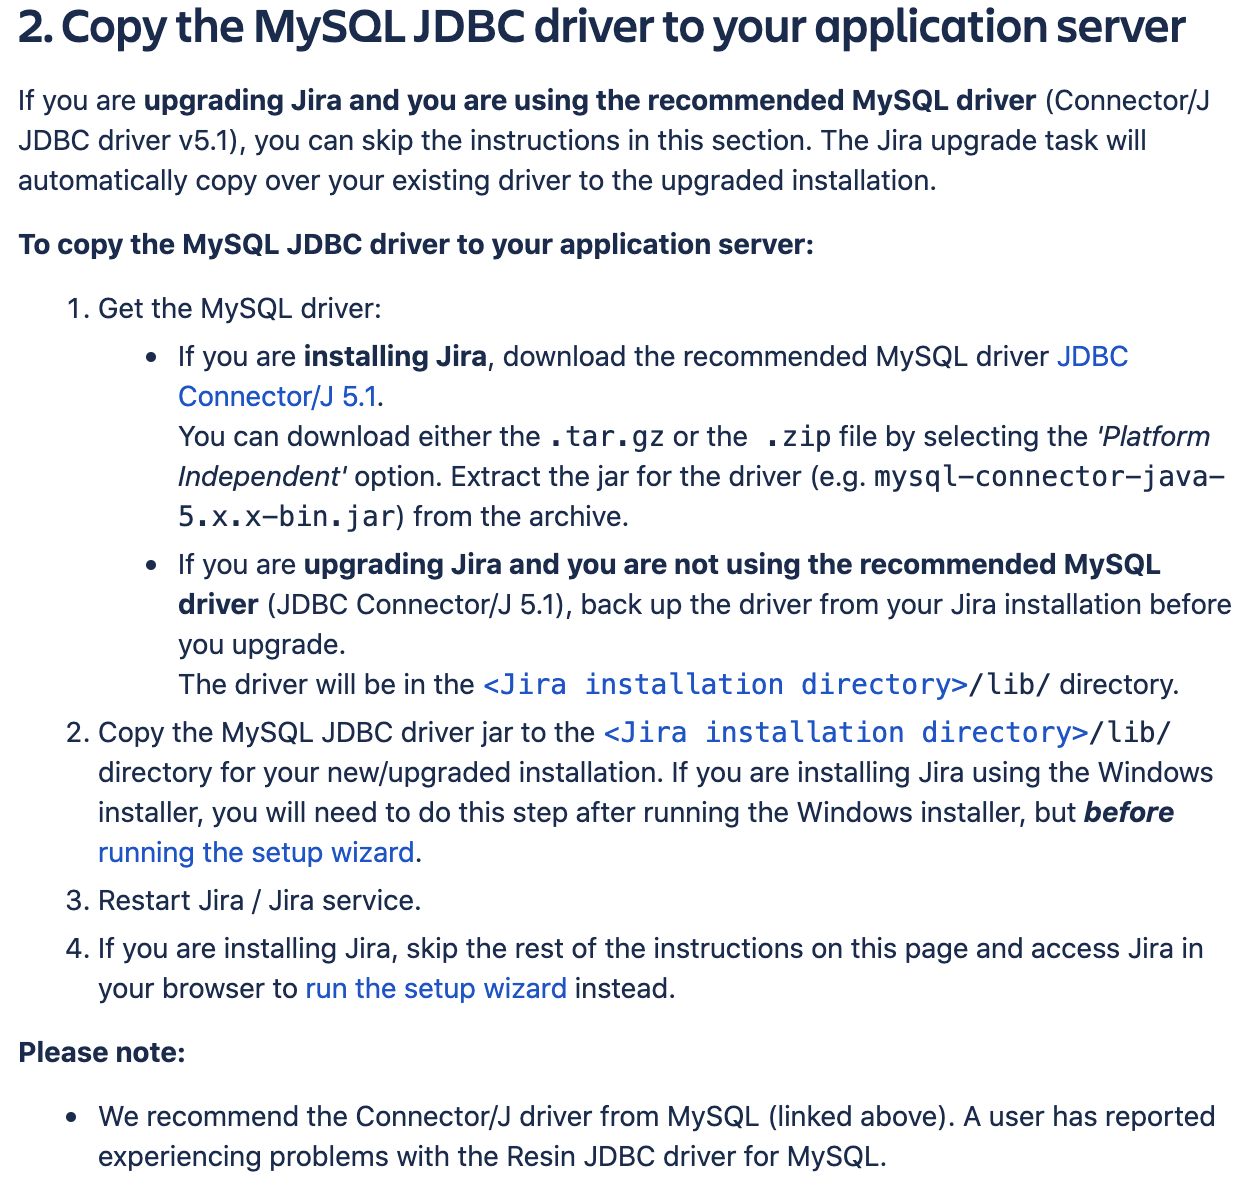 2. Copy the MySQL JDBC driver to your application server
If you are upgrading Jira and you are using the recommended MySQL driver (Connector/J
JDBC driver v5.1), you can skip the instructions in this section. The Jira upgrade task will
automatically copy over your existing driver to the upgraded installation.
To copy the MySQL JDBC driver to your application server:
1. Get the MySQL driver:
• If you are installing Jira, download the recommended MySQL driver JDBC
Connector/J 5.1.
You can download either the .tar.gz or the .zip file by selecting the 'Platform
Independent' option. Extract the jar for the driver (e.g. mysql-connector-java-
5.x.x-bin.jar) from the archive.
• If you are upgrading Jira and you are not using the recommended MySQL
driver (JDBC Connector/J 5.1), back up the driver from your Jira installation before
you upgrade.
The driver will be in the <Jira installation directory>/lib/ directory.
2. Copy the MySQL JDBC driver jar to the <Jira installation directory>/lib/
directory for your new/upgraded installation. If you are installing Jira using the Windows
installer, you will need to do this step after running the Windows installer, but before
running the setup wizard.
3. Restart Jira / Jira service.
4. If you are installing Jira, skip the rest of the instructions on this page and access Jira in
your browser to run the setup wizard instead.
Please note:
• We recommend the Connector/J driver from MySQL (linked above). A user has reported
experiencing problems with the Resin JDBC driver for MySQL.